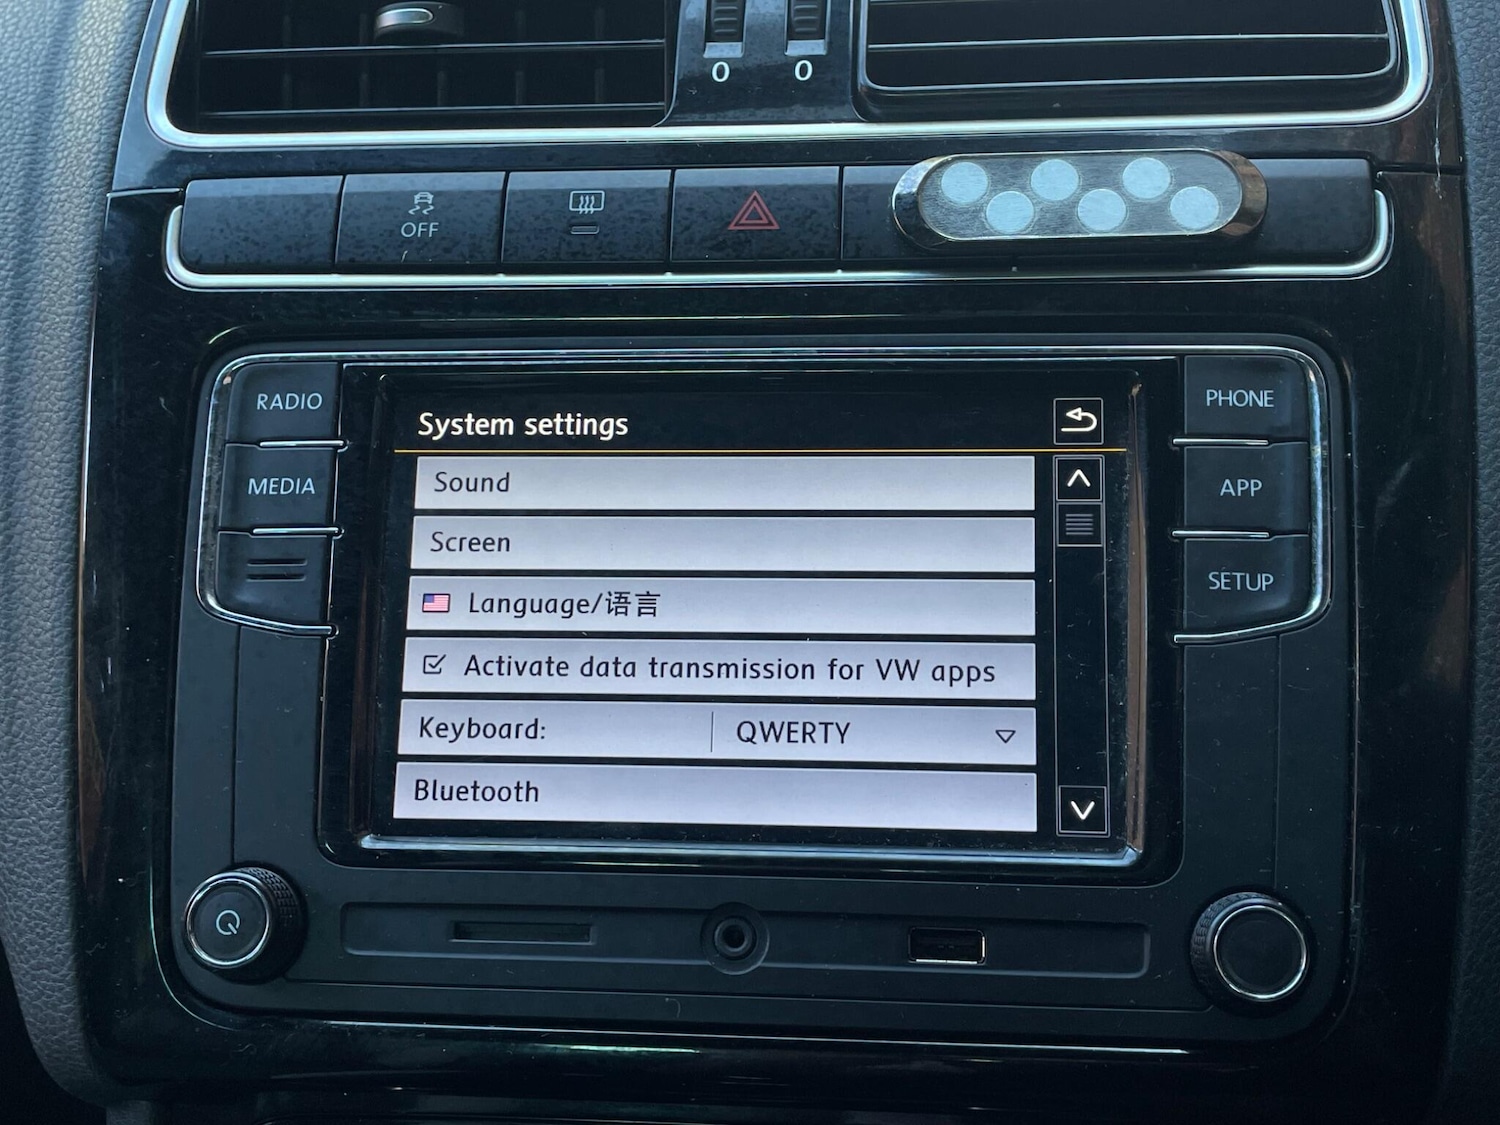 0 0
OFF
RADIO
MEDIA
System settings
Sound
Screen
Language/语言
Activate data transmission for VW apps
Keyboard: QWERTY
Bluetooth
PHONE
APP
SETUP